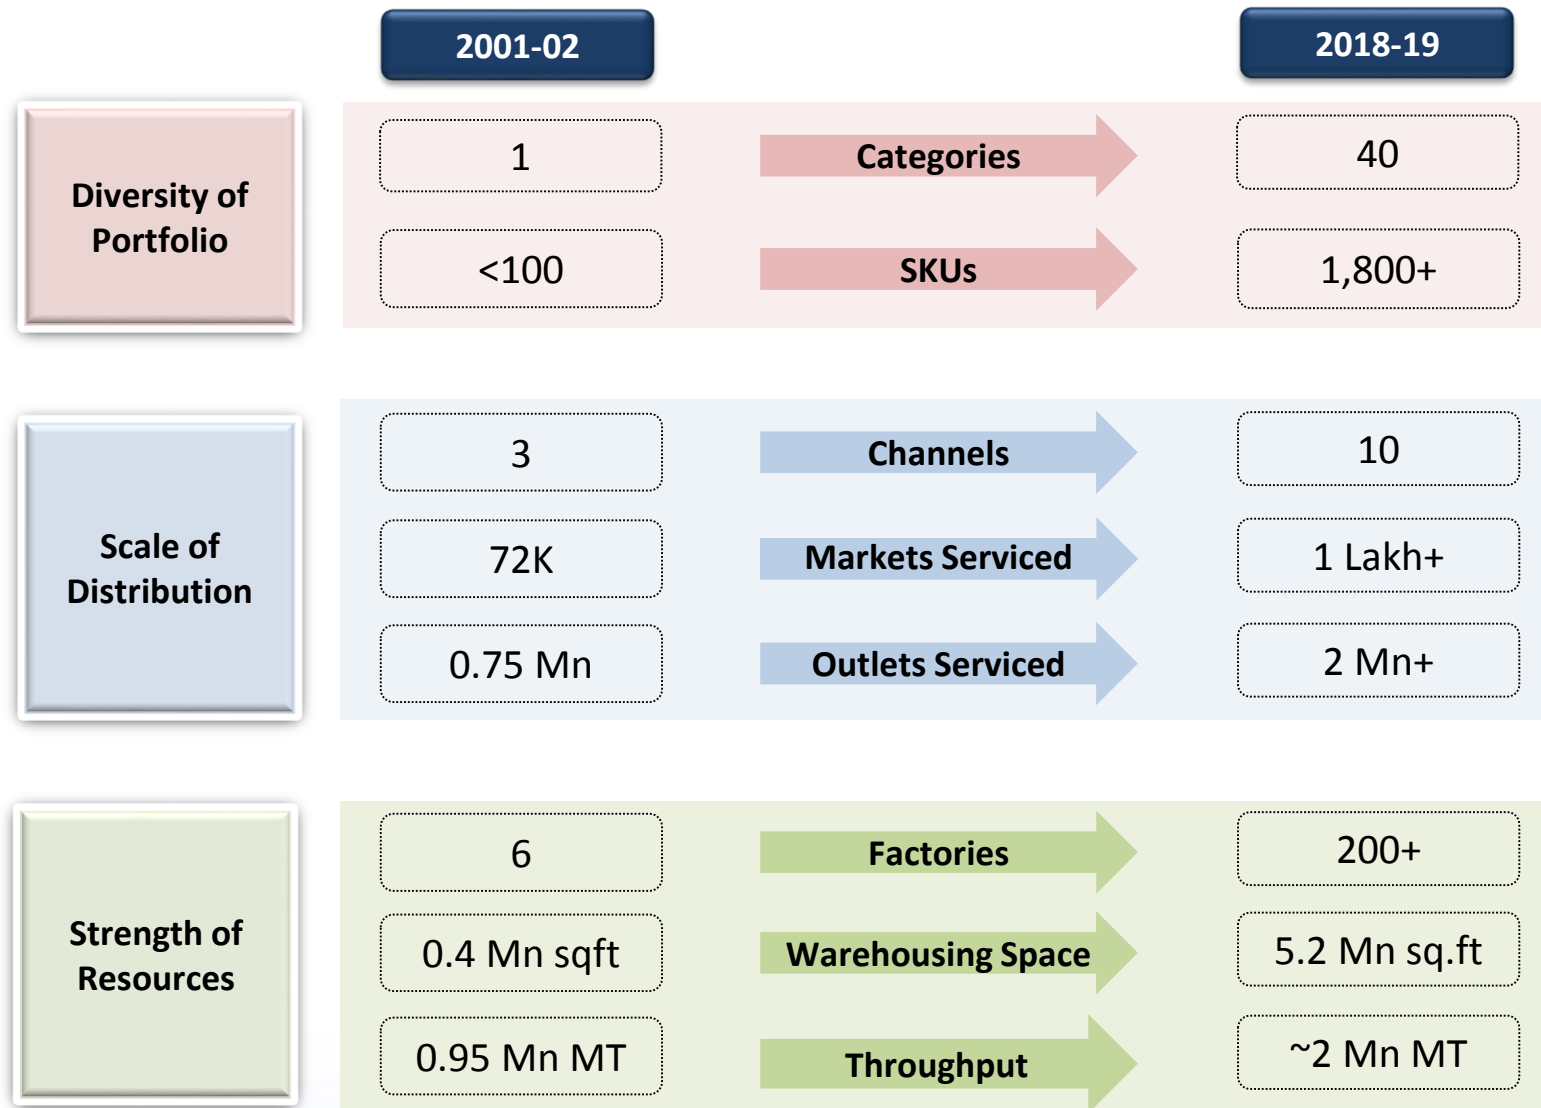 2001-02
2018-19
Diversity of
Portfolio
1
Categories
40
<100
SKUs
1,800+
Scale of
Distribution
3
Channels
10
72K
Markets Serviced
1 Lakh+
0.75 Mn
Outlets Serviced
2 Mn+
Strength of
Resources
6
Factories
200+
0.4 Mn sqft
Warehousing Space
5.2 Mn sq.ft
0.95 Mn MT
Throughput
~2 Mn MT